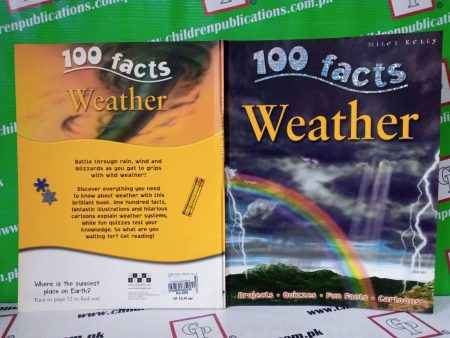 www.childrenpublications.com.pk
100 facts
Weather
Battle through rain, wind and
blizzards as you get to grips
with wild weather!
Discover everything you need
to know about weather with this
brilliant book. One hundred facts,
fantastic illustrations and hilarious
cartoons explain weather systems,
while fun quizzes test your
knowledge. So what are you
waiting for? Get reading!
Where is the sunniest
place on Earth?
Turn to page 12 to find out!
Miles Kelly
100 facts
Weather
Projects • Quizzes • Fun Facts • Cartoons